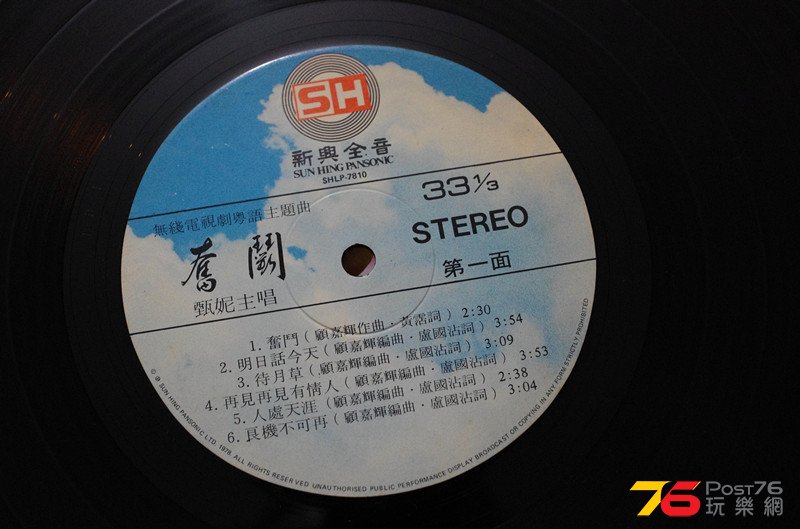 SH
新興全音
SUN HING PANSONIC
SHLP-7810
無綫電視劇粤語主題曲
奮鬭
甄妮主唱
33 1/3
STEREO
第一面
1. 奮鬥(顧嘉輝作曲·黃霑詞) 2:30
2. 明日話今天(顧嘉輝編曲·盧國沾詞) 3:54
3. 待月草(顧嘉輝編曲·盧國沾詞) 3:09
4. 再見再見有情人(顧嘉輝編曲·盧國沾詞) 3:53
5. 人處天涯(顧嘉輝編曲·盧國沾詞) 2:38
6. 良機不可再(顧嘉輝編曲·盧國沾詞) 3:04
℗ SUN HING PANSONIC LTD. 1978 ALL RIGHTS RESERVED UNAUTHORISED PUBLIC PERFORMANCE DISPLAY BROADCAST OR COPYING IN ANY FORM STRICTLY PROHIBITED
76 Post76
玩樂網